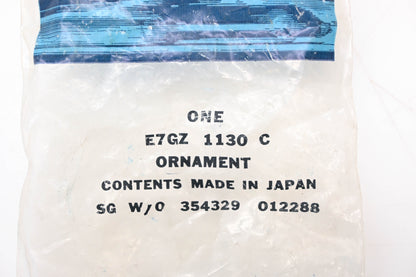 ONE
E7GZ 1130 C
ORNAMENT
CONTENTS MADE IN JAPAN
SG W/O 354329 012288